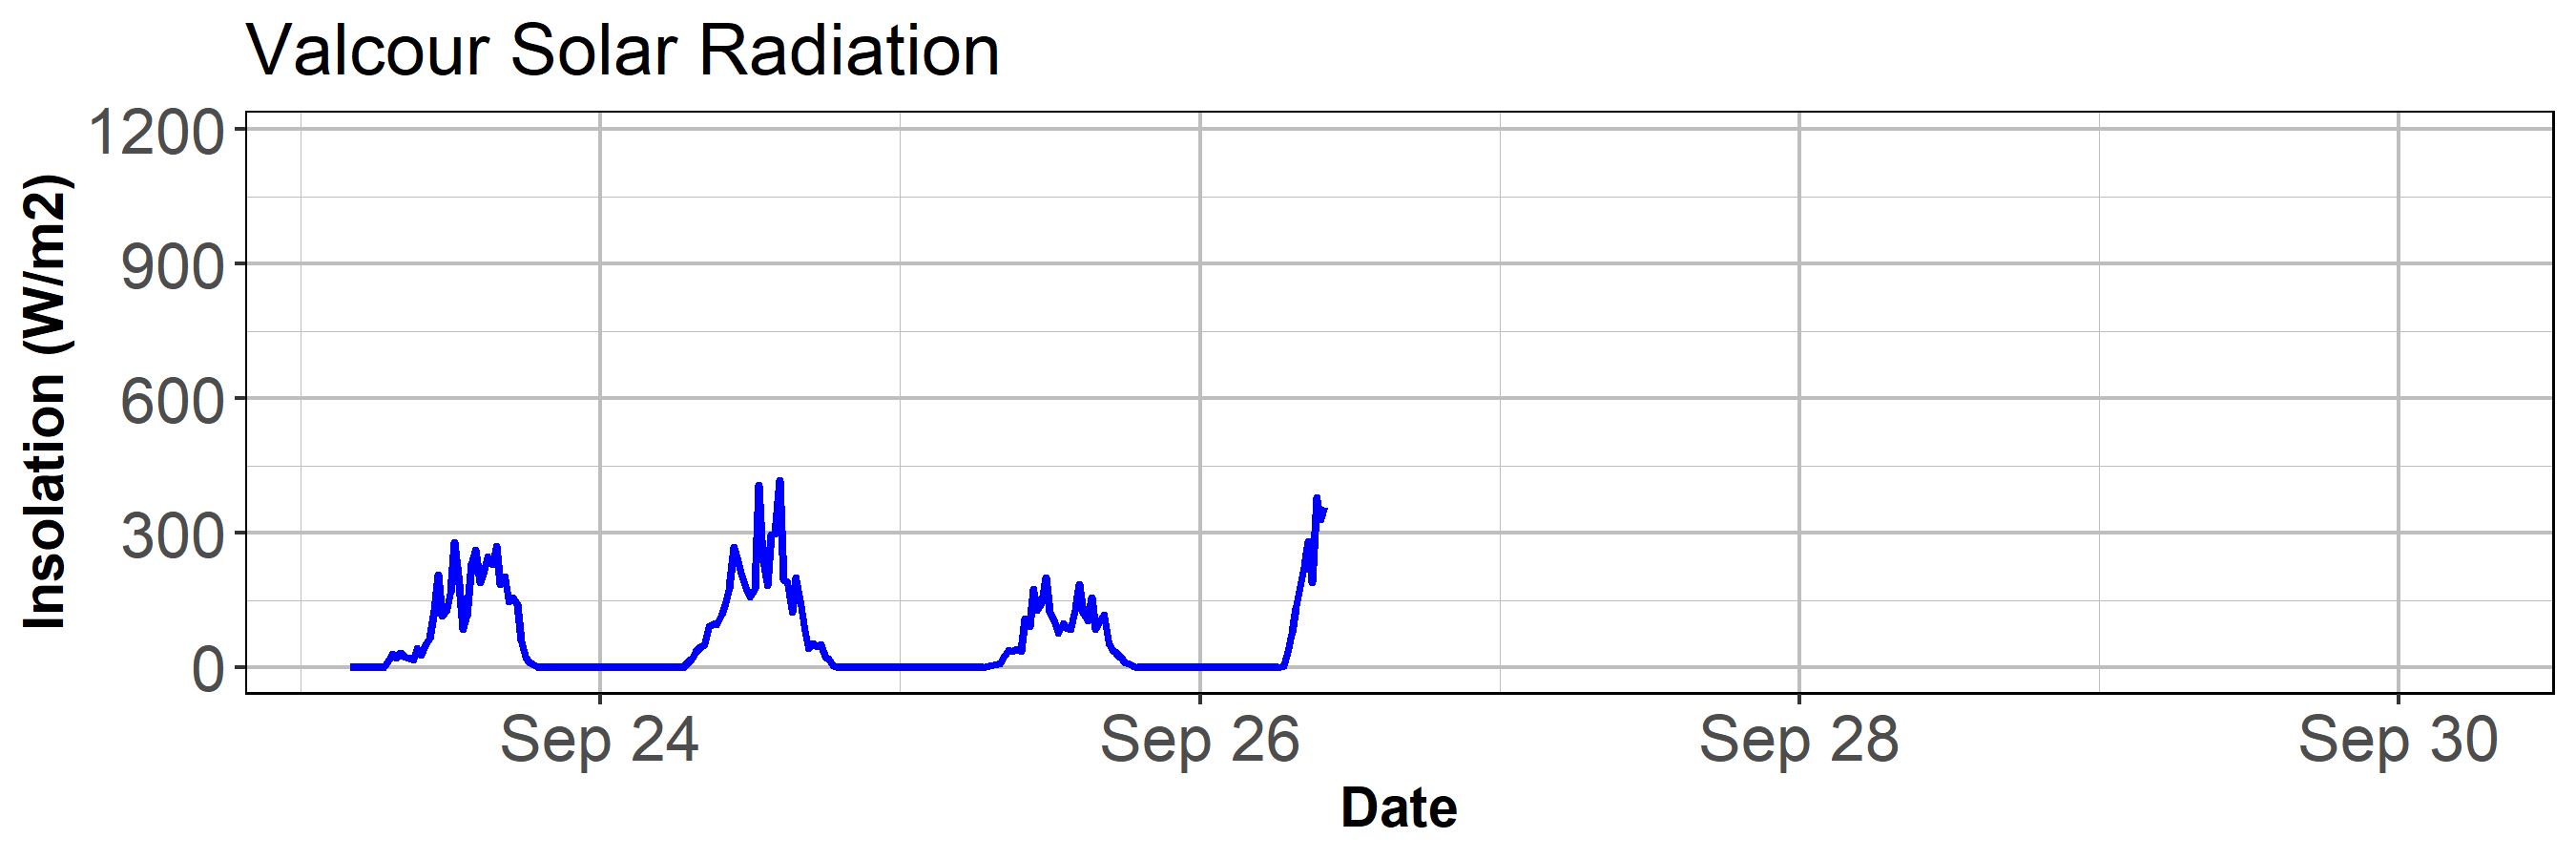 Valcour Solar Radiation
1200
900
600
300
0
Insolation (W/m2)
Sep 24 Sep 26 Sep 28 Sep 30
Date